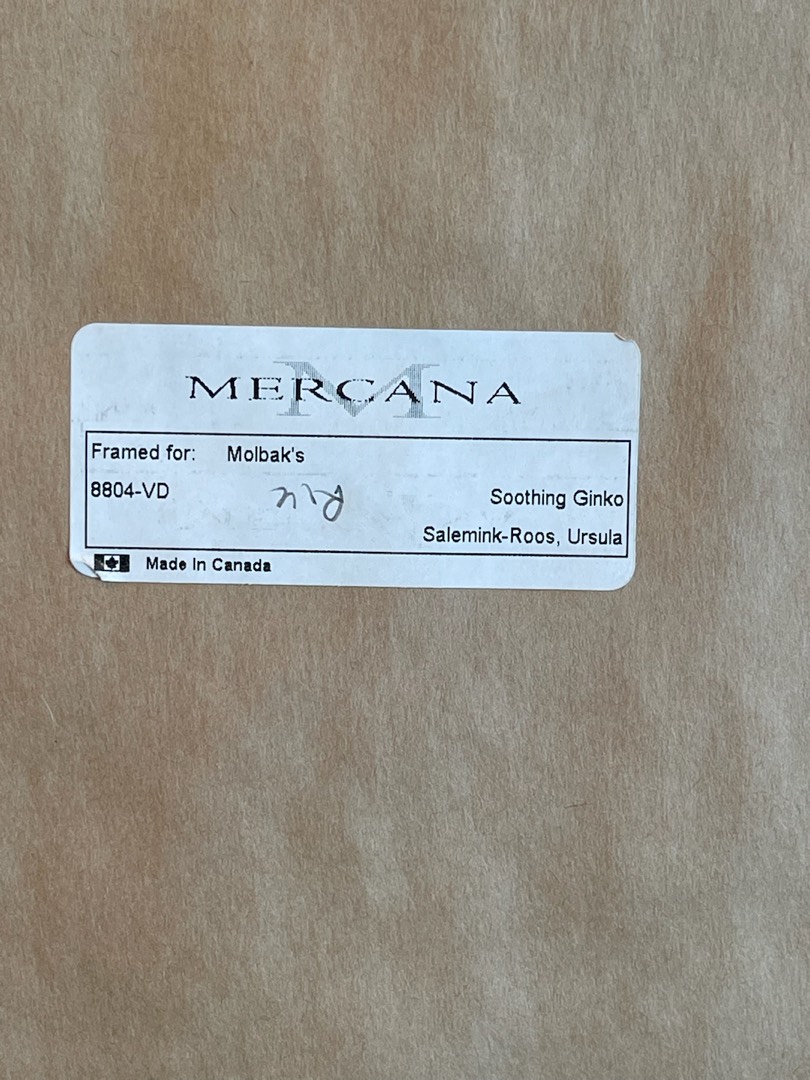 MERCANA
Framed for: Molbak's
8804-VD
Soothing Ginko
Salemink-Roos, Ursula
Made In Canada